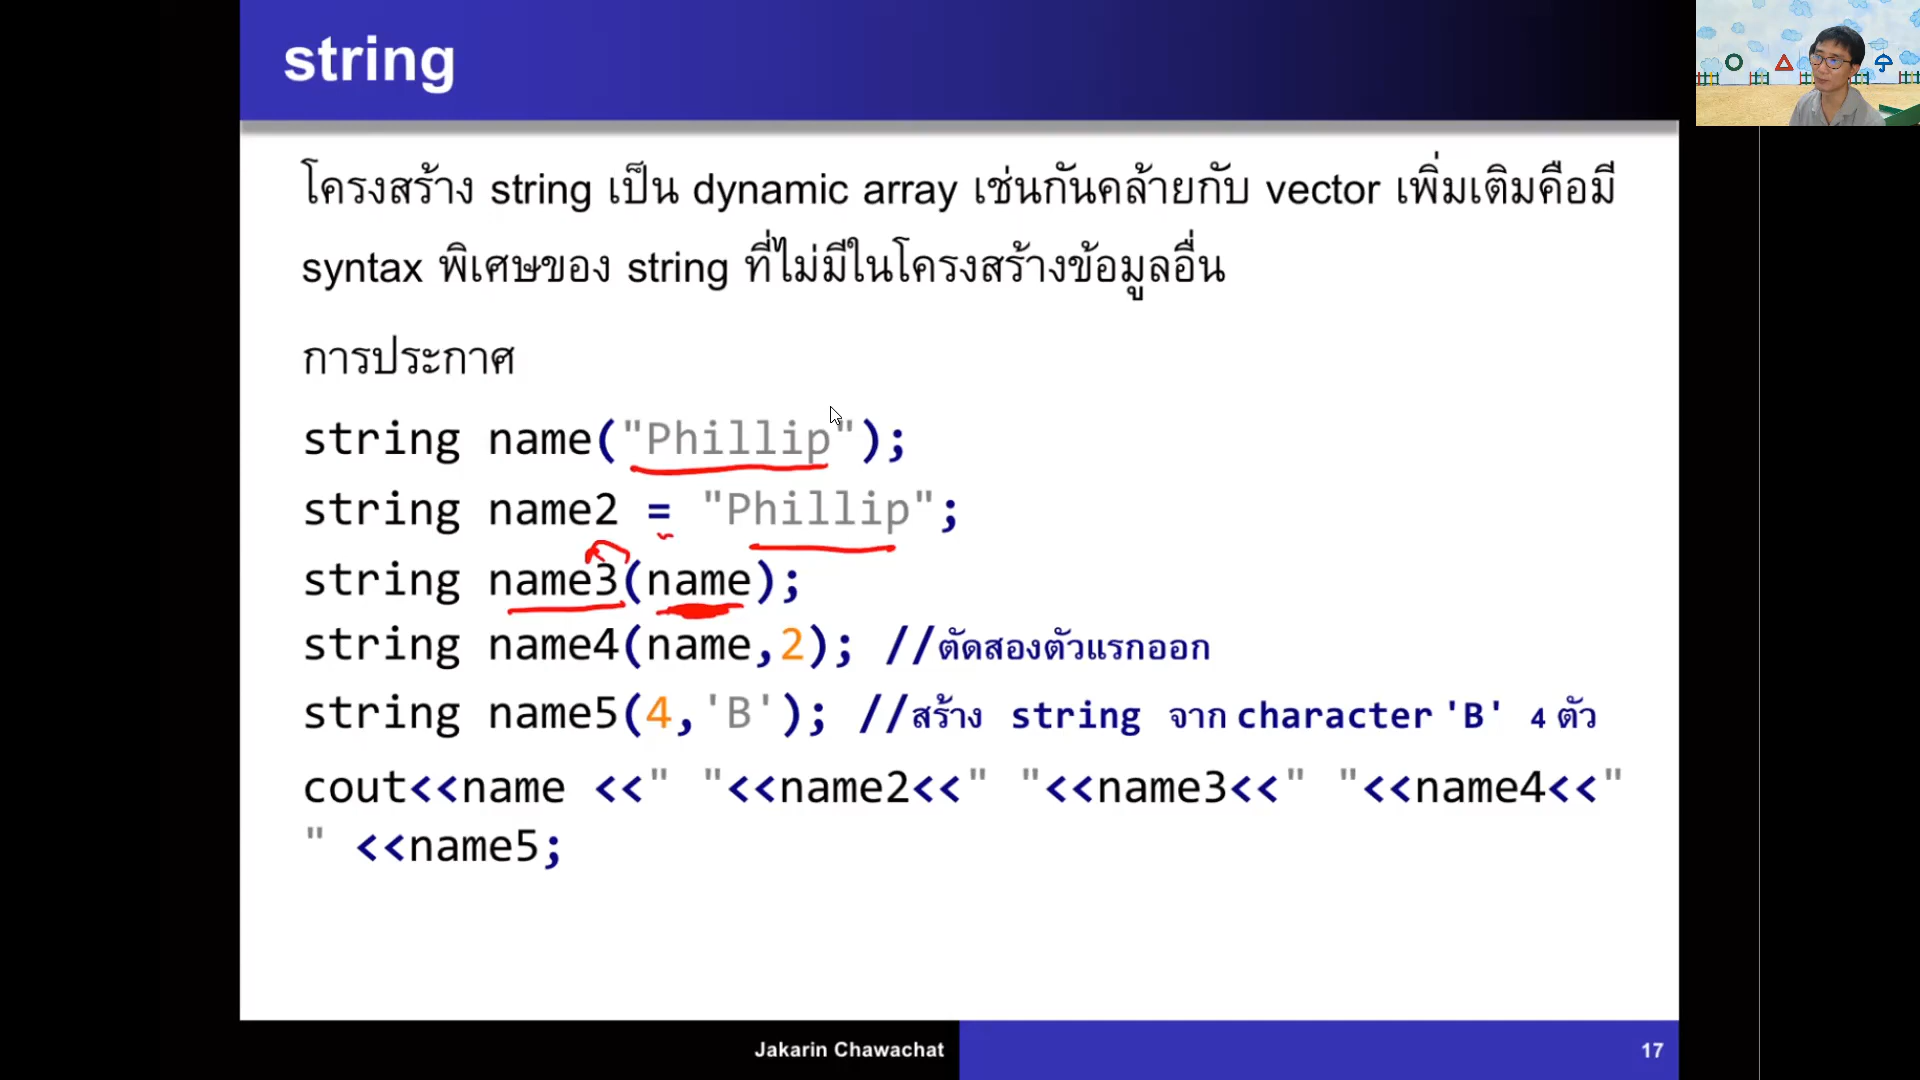 string
โครงสร้าง string เป็น dynamic array เช่นกันคล้ายกับ vector เพิ่มเติมคือมี
syntax พิเศษของ string ที่ไม่มีในโครงสร้างข้อมูลอื่น
การประกาศ
string name("Phillip");
string name2 = "Phillip";
string name3(name);
string name4(name,2); //ตัดสองตัวแรกออก
string name5(4,'B'); //สร้าง string จาก character 'B' 4 ตัว
cout<<name <<" "<<name2<<" "<<name3<<" "<<name4<<"
" <<name5;
Jakarin Chawachat
17